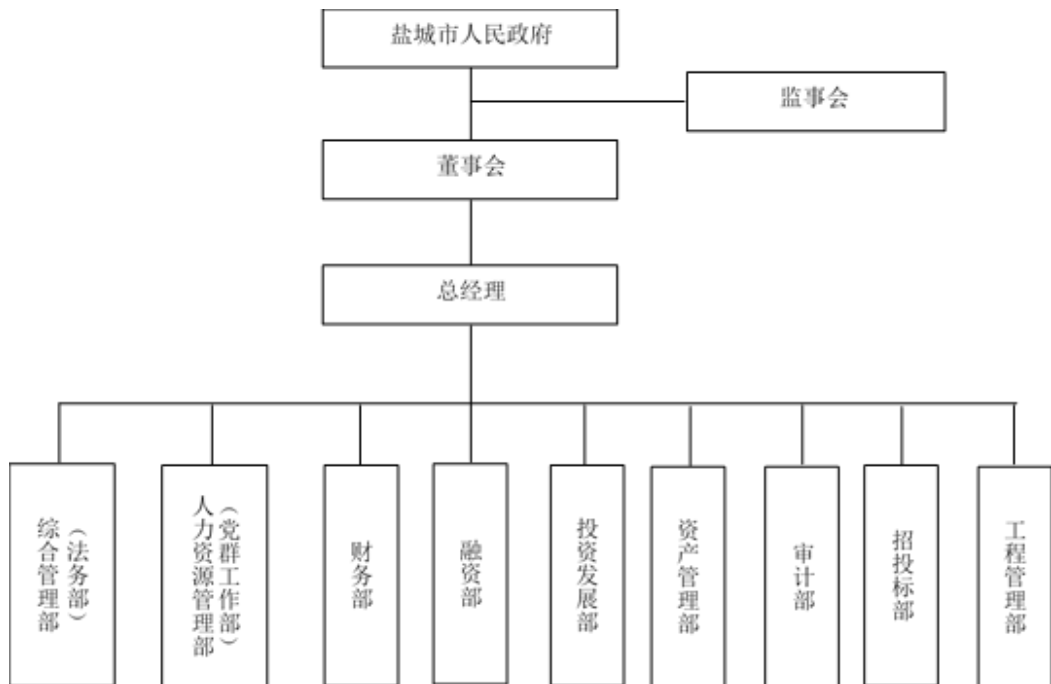 盐城市人民政府
监事会
董事会
总经理
综合管理部
（法务部）
人力资源管理部
（党群工作部）
财务部
融资部
投资发展部
资产管理部
审计部
招投标部
工程管理部